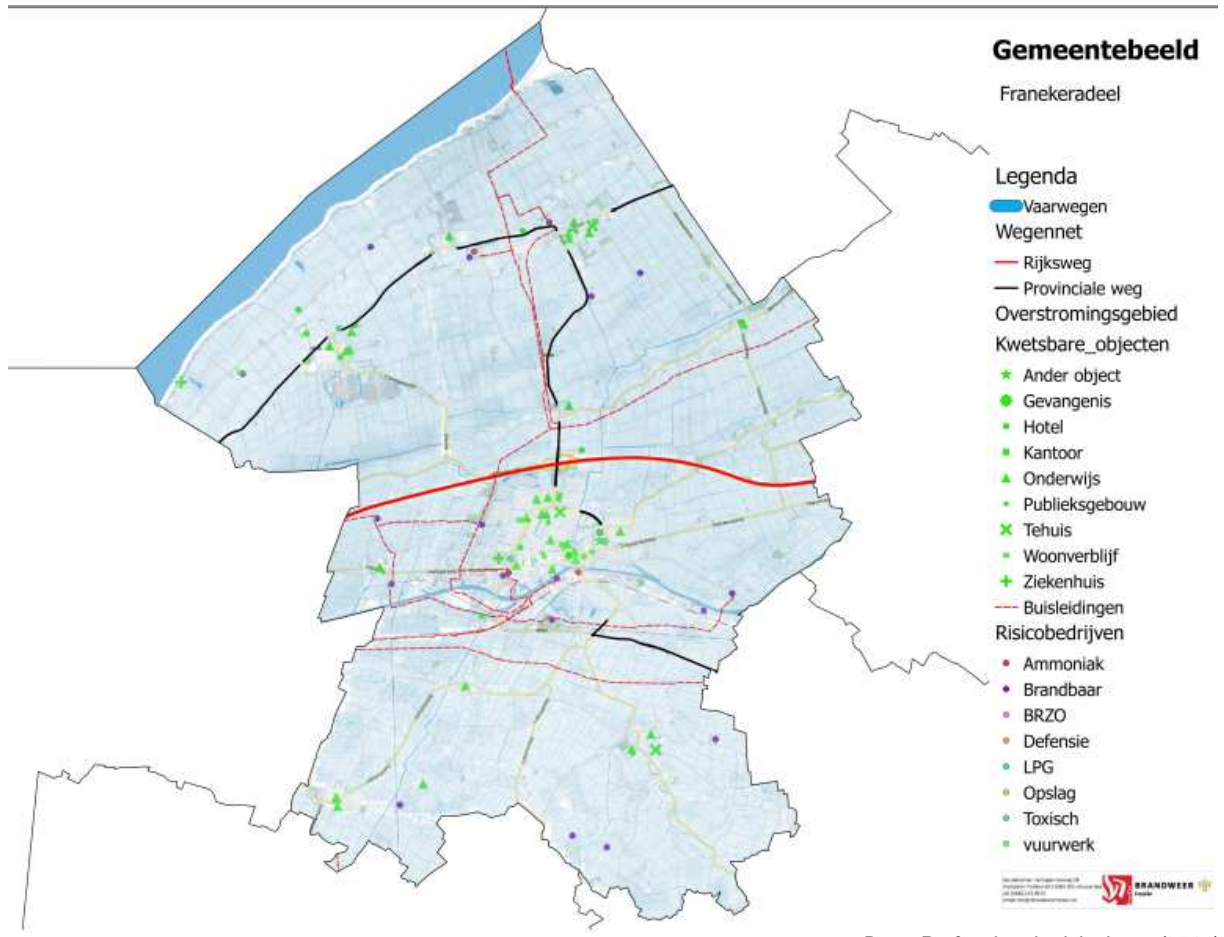 Gemeentebeeld
Franekeradeel
Legenda
Vaarwegen
Wegennet
Rijksweg
Provinciale weg
Overstromingsgebied
Kwetsbare_objecten
Ander object
Gevangenis
Hotel
Kantoor
Onderwijs
Publieksgebouw
Tehuis
Woonverblijf
Ziekenhuis
Buisleidingen
Risicobedrijven
Ammoniak
Brandbaar
BRZO
Defensie
LPG
Opslag
Toxisch
vuurwerk
BRANDWEER